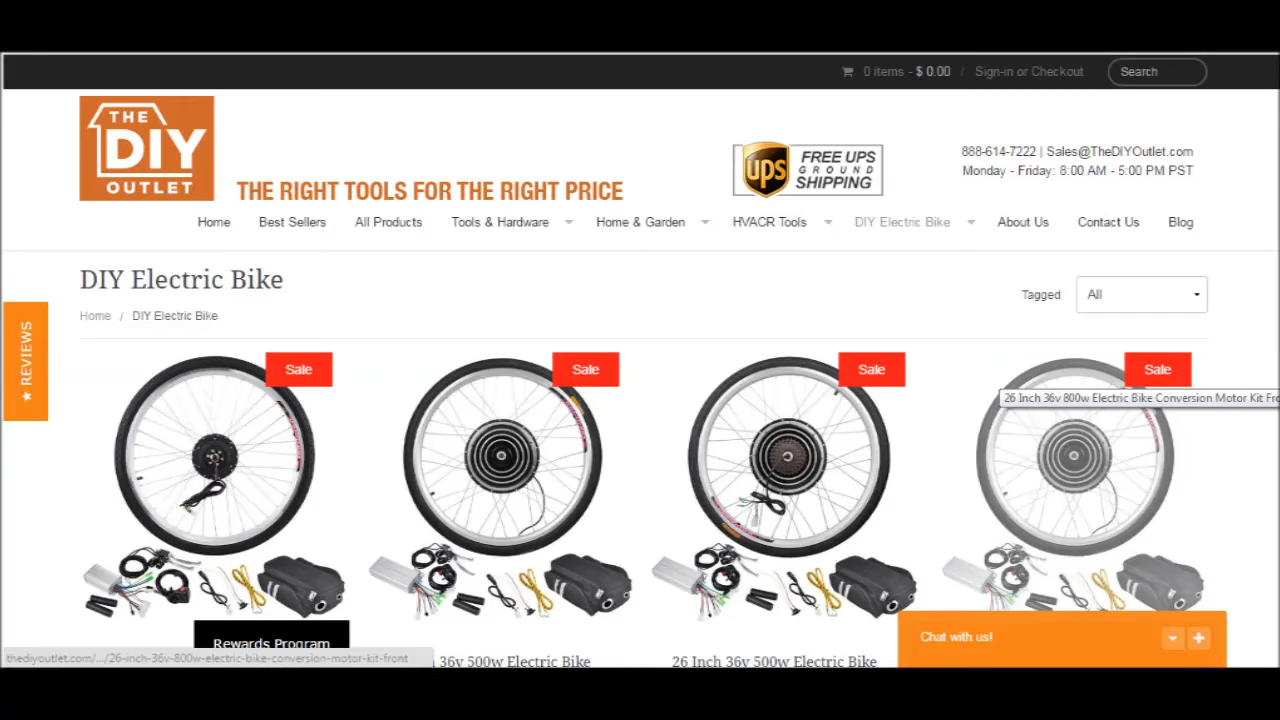 0 items - $ 0.00 / Sign-in or Checkout
Search
THE
DIY
OUTLET
THE RIGHT TOOLS FOR THE RIGHT PRICE
ups
FREE UPS
GROUND
SHIPPING
888-614-7222 | Sales@TheDIYOutlet.com
Monday - Friday: 8:00 AM - 5:00 PM PST
Home Best Sellers All Products Tools & Hardware Home & Garden HVACR Tools DIY Electric Bike About Us Contact Us Blog
DIY Electric Bike
Home / DIY Electric Bike
Tagged All
★ REVIEWS
Sale
Sale
Sale
Sale
26 Inch 36v 800w Electric Bike Conversion Motor Kit Fro
Rewards Program
Chat with us!
thediyoutlet.com/.../26-inch-36v-800w-electric-bike-conversion-motor-kit-front
36v 500w Electric Bike
26 Inch 36v 500w Electric Bike